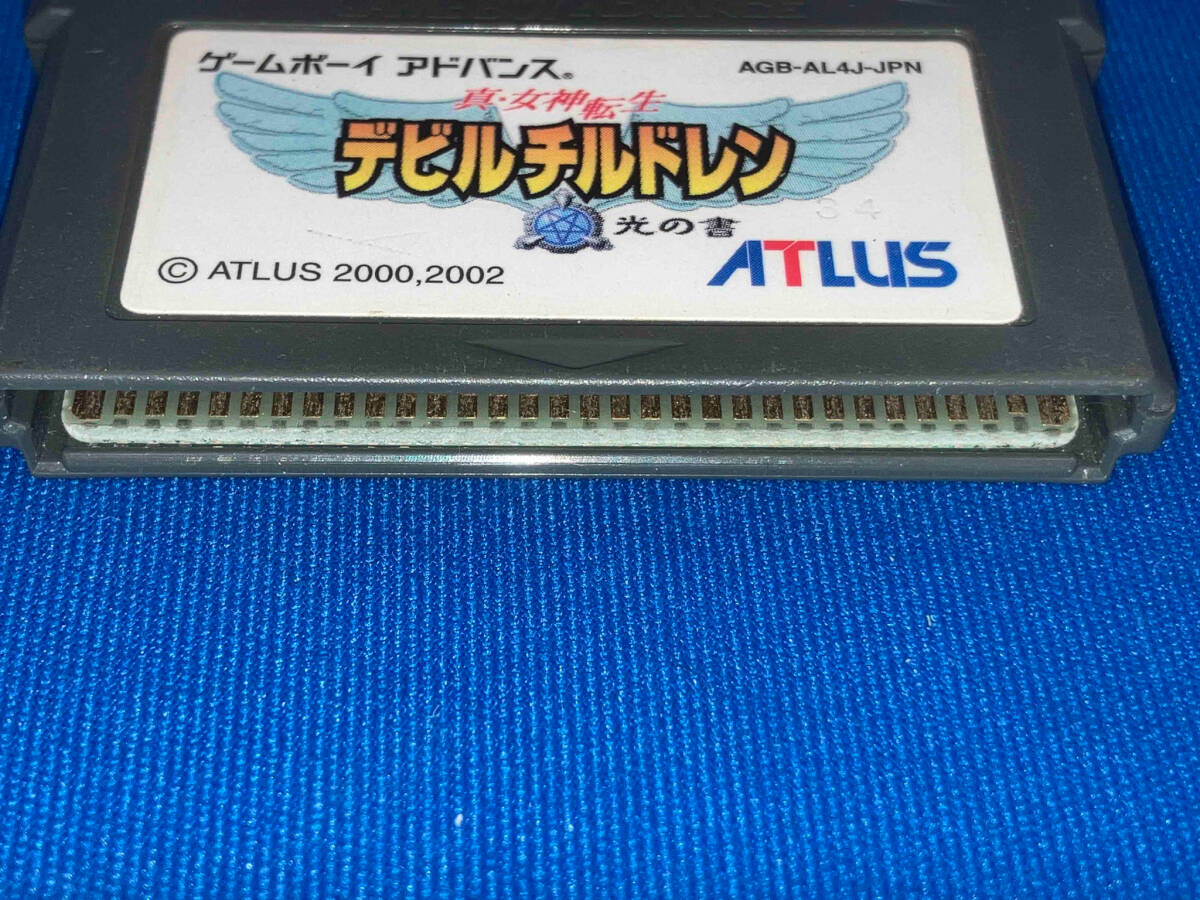 ゲームボーイ アドバンス®
AGB-AL4J-JPN
真・女神転生
デビルチルドレン
光の書
34
© ATLUS 2000,2002
ATLUS